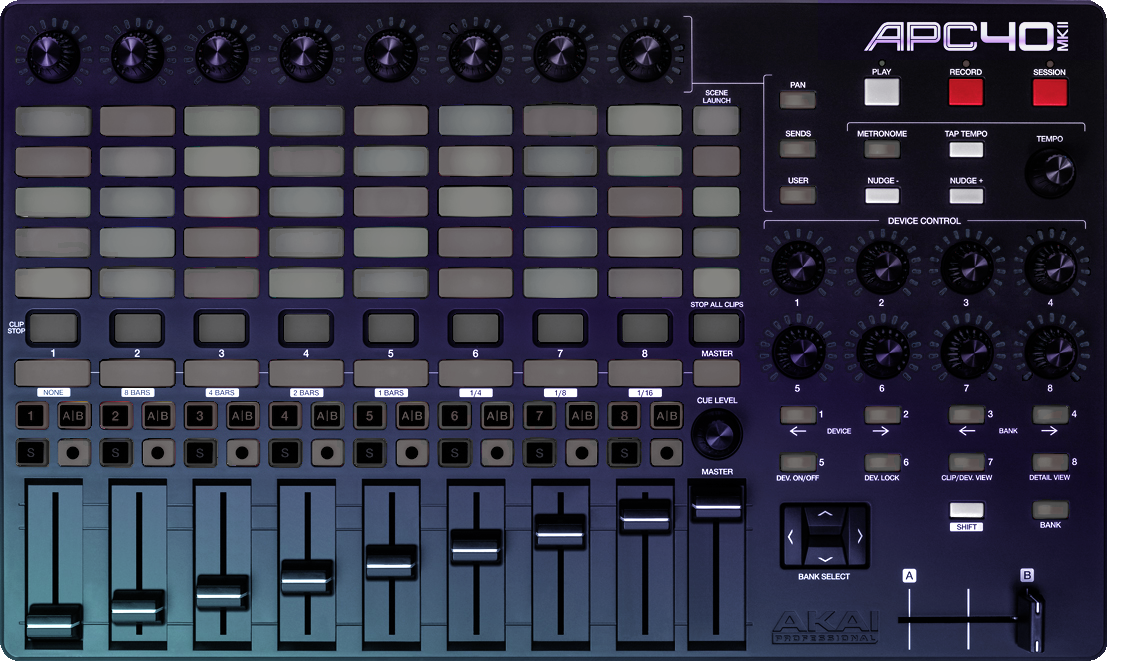 APC40 MKII
PLAY RECORD SESSION
SCENE LAUNCH
PAN
SENDS
USER
METRONOME TAP TEMPO TEMPO
NUDGE - NUDGE +
DEVICE CONTROL
1 2 3 4
5 6 7 8
CLIP STOP
STOP ALL CLIPS
1 2 3 4 5 6 7 8 MASTER
NONE 8 BARS 4 BARS 2 BARS 1 BARS 1/4 1/8 1/16
CUE LEVEL
1 A|B 2 A|B 3 A|B 4 A|B 5 A|B 6 A|B 7 A|B 8 A|B
S S S S S S S S
MASTER
1 2 3 4
← DEVICE → ← BANK →
5 6 7 8
DEV. ON/OFF DEV. LOCK CLIP/DEV. VIEW DETAIL VIEW
SHIFT BANK
BANK SELECT
A B
AKAI
PROFESSIONAL